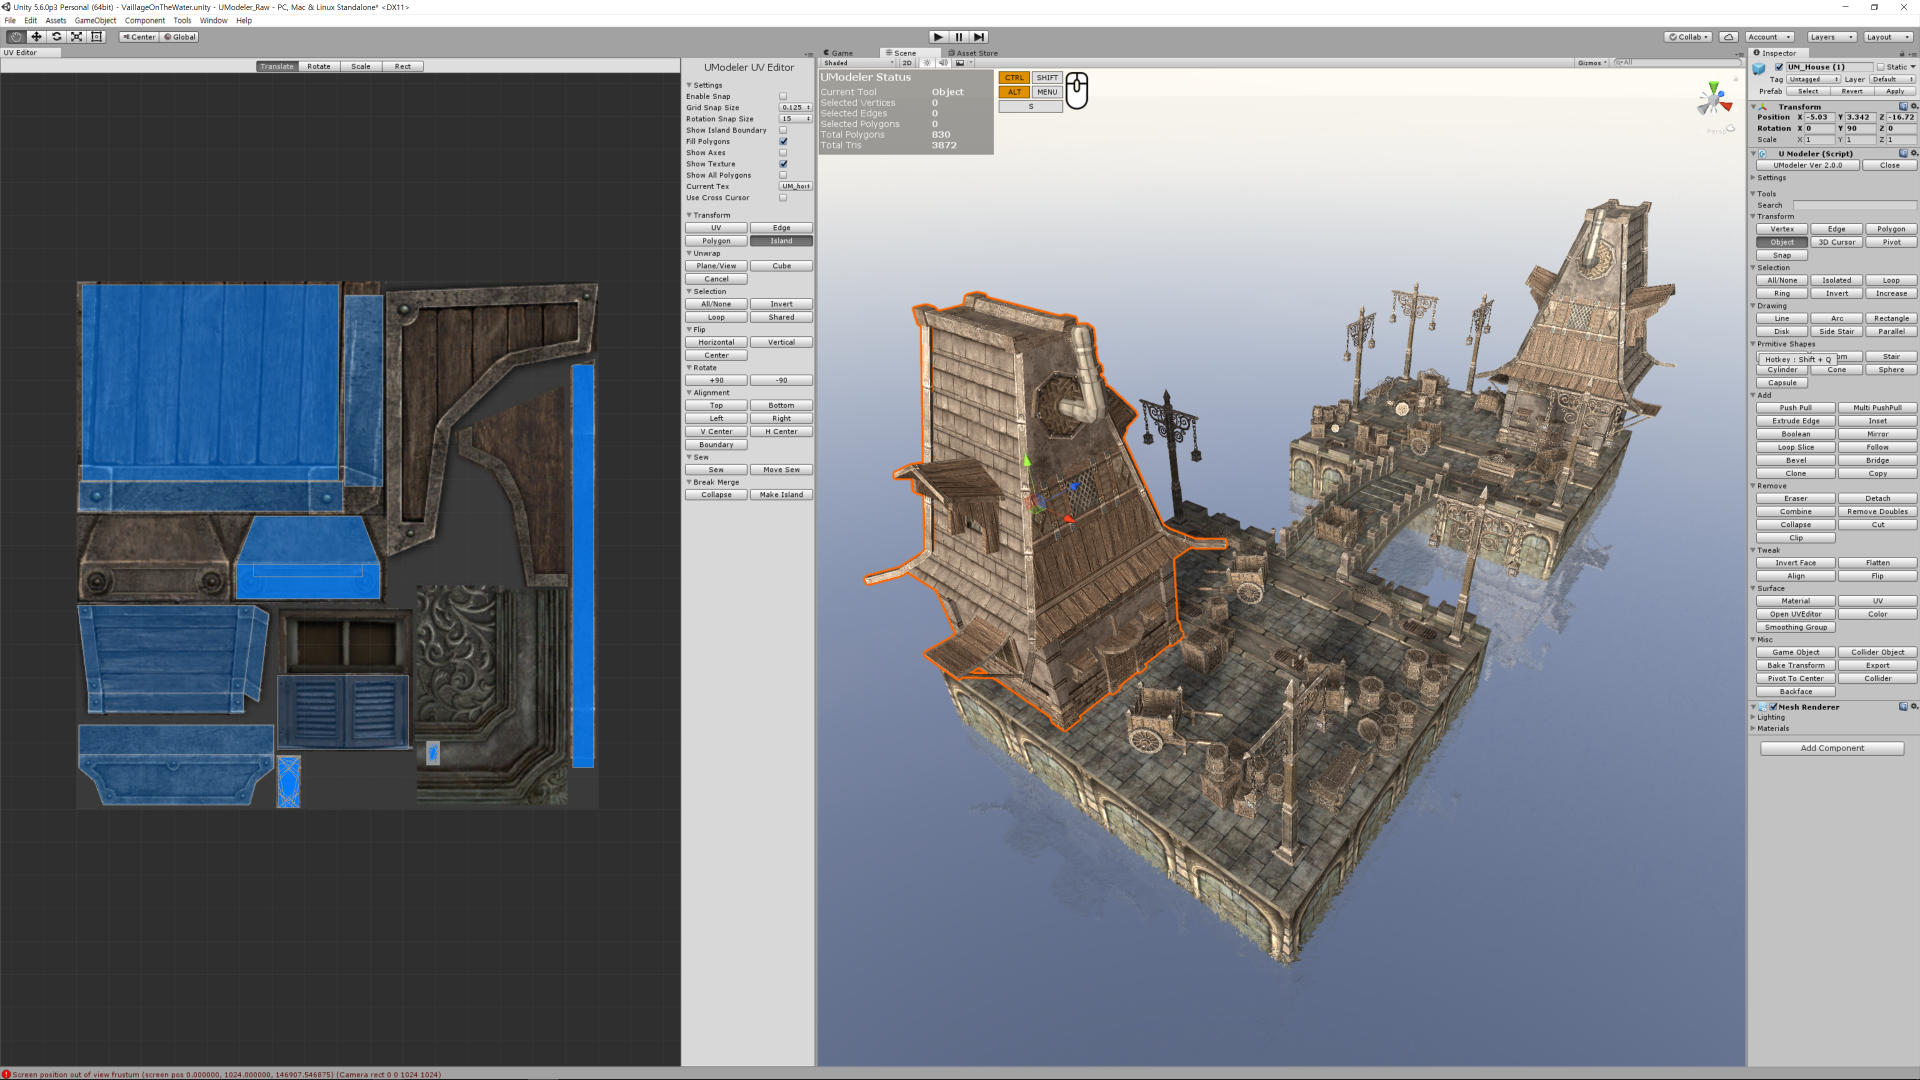 Unity 5.6.0p3 Personal (64bit) - VaillageOnTheWater.unity - UModeler_Raw - PC, Mac & Linux Standalone* <DX11>
File Edit Assets GameObject Component Tools Window Help
Center Global Collab Account Layers Layout
UV Editor
Translate Rotate Scale Rect
UModeler UV Editor
Settings
Enable Snap
Grid Snap Size 0.125
Rotation Snap Size 15
Show Island Boundary
Fill Polygons
Show Axes
Show Texture
Show All Polygons
Current Tex
Use Cross Cursor
Transform
UV Edge
Polygon Island
Unwrap
Plane/View Cube
Cancel
Selection
All/None Invert
Loop Shared
Flip
Horizontal Vertical
Center
Rotate
+90 -90
Alignment
Top Bottom
Left Right
V Center H Center
Boundary
Sew
Sew Move Sew
Break Merge
Collapse Make Island
Game Scene Asset Store
Shaded 2D Gizmos All
UModeler Status
Current Tool Object
Selected Vertices 0
Selected Edges 0
Selected Polygons 0
Total Polygons 830
Total Tris 3872
CTRL SHIFT
ALT MENU
S
Persp
Inspector
UM_House (1) Static
Tag Untagged Layer Default
Prefab Select Revert Apply
Transform
Position X -5.03 Y 3.342 Z -16.72
Rotation X 0 Y 90 Z 0
Scale X 1 Y 1 Z 1
U Modeler (Script)
UModeler Ver 2.0.0 Close
Settings
Tools
Search
Transform
Vertex Edge Polygon
Object 3D Cursor Pivot
Snap
Selection
All/None Isolated Loop
Ring Invert Increase
Drawing
Line Arc Rectangle
Disk Side Stair Parallel
Prmitive Shapes
Hotkey : Shift + Q Stair
Cylinder Cone Sphere
Capsule
Add
Push Pull Multi PushPull
Extrude Edge Inset
Boolean Mirror
Loop Slice Follow
Bevel Bridge
Clone Copy
Remove
Eraser Detach
Combine Remove Doubles
Collapse Cut
Clip
Tweak
Invert Face Flatten
Align Flip
Surface
Material UV
Open UVEditor Color
Smoothing Group
Misc
Game Object Collider Object
Bake Transform Export
Pivot To Center Collider
Backface
Mesh Renderer
Lighting
Materials
Add Component
Screen position out of view frustum (screen pos 0.000000, 1024.000000, 146907.546875) (Camera rect 0 0 1024 1024)